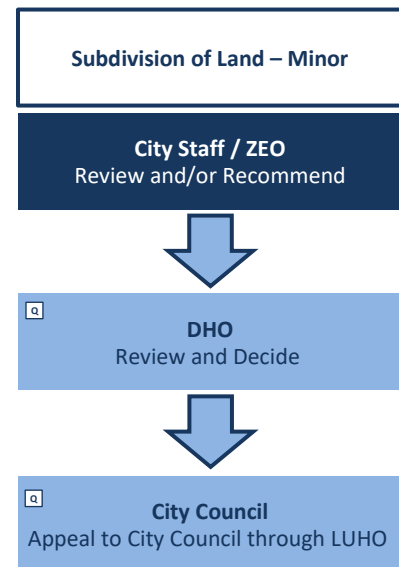 Subdivision of Land – Minor
City Staff / ZEO
Review and/or Recommend
Q
DHO
Review and Decide
Q
City Council
Appeal to City Council through LUHO